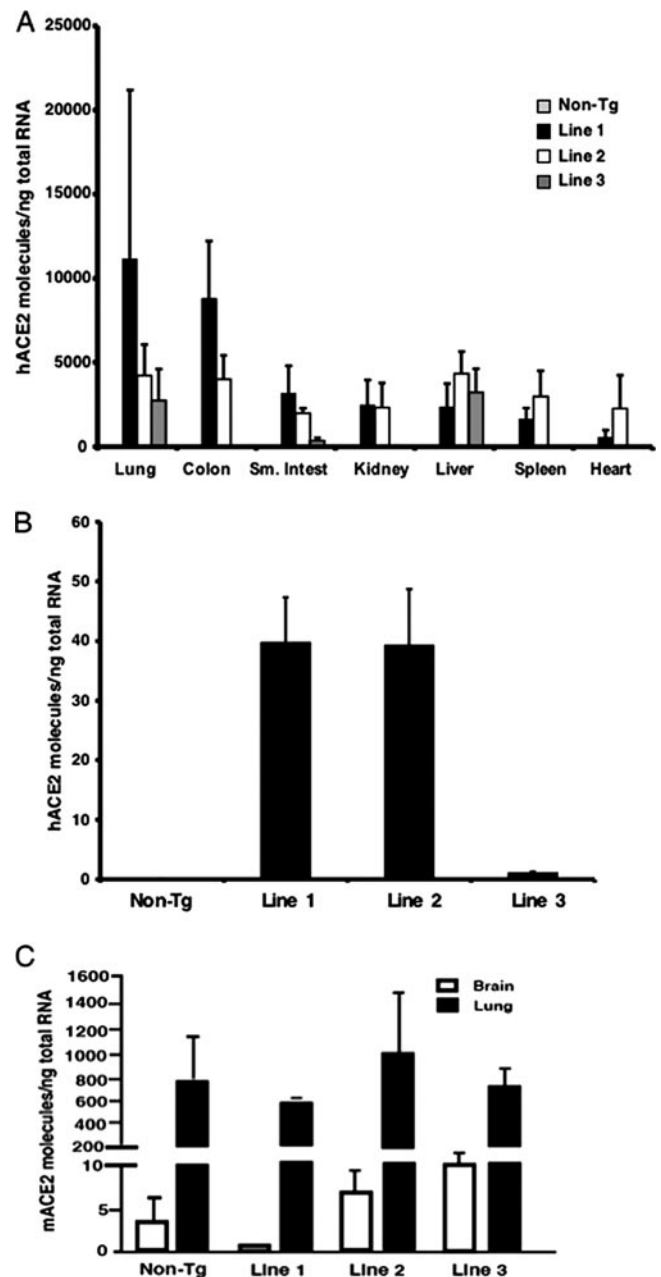 A
hACE2 molecules/ng total RNA
25000
20000
15000
10000
5000
0
Non-Tg
Line 1
Line 2
Line 3
Lung Colon Sm. Intest Kidney Liver Spleen Heart
B
hACE2 molecules/ng total RNA
60
50
40
30
20
10
0
Non-Tg Line 1 Line 2 Line 3
C
mACE2 molecules/ng total RNA
1600
1400
1200
1000
800
600
400
200
10
5
0
Brain
Lung
Non-Tg LIne 1 LIne 2 LIne 3